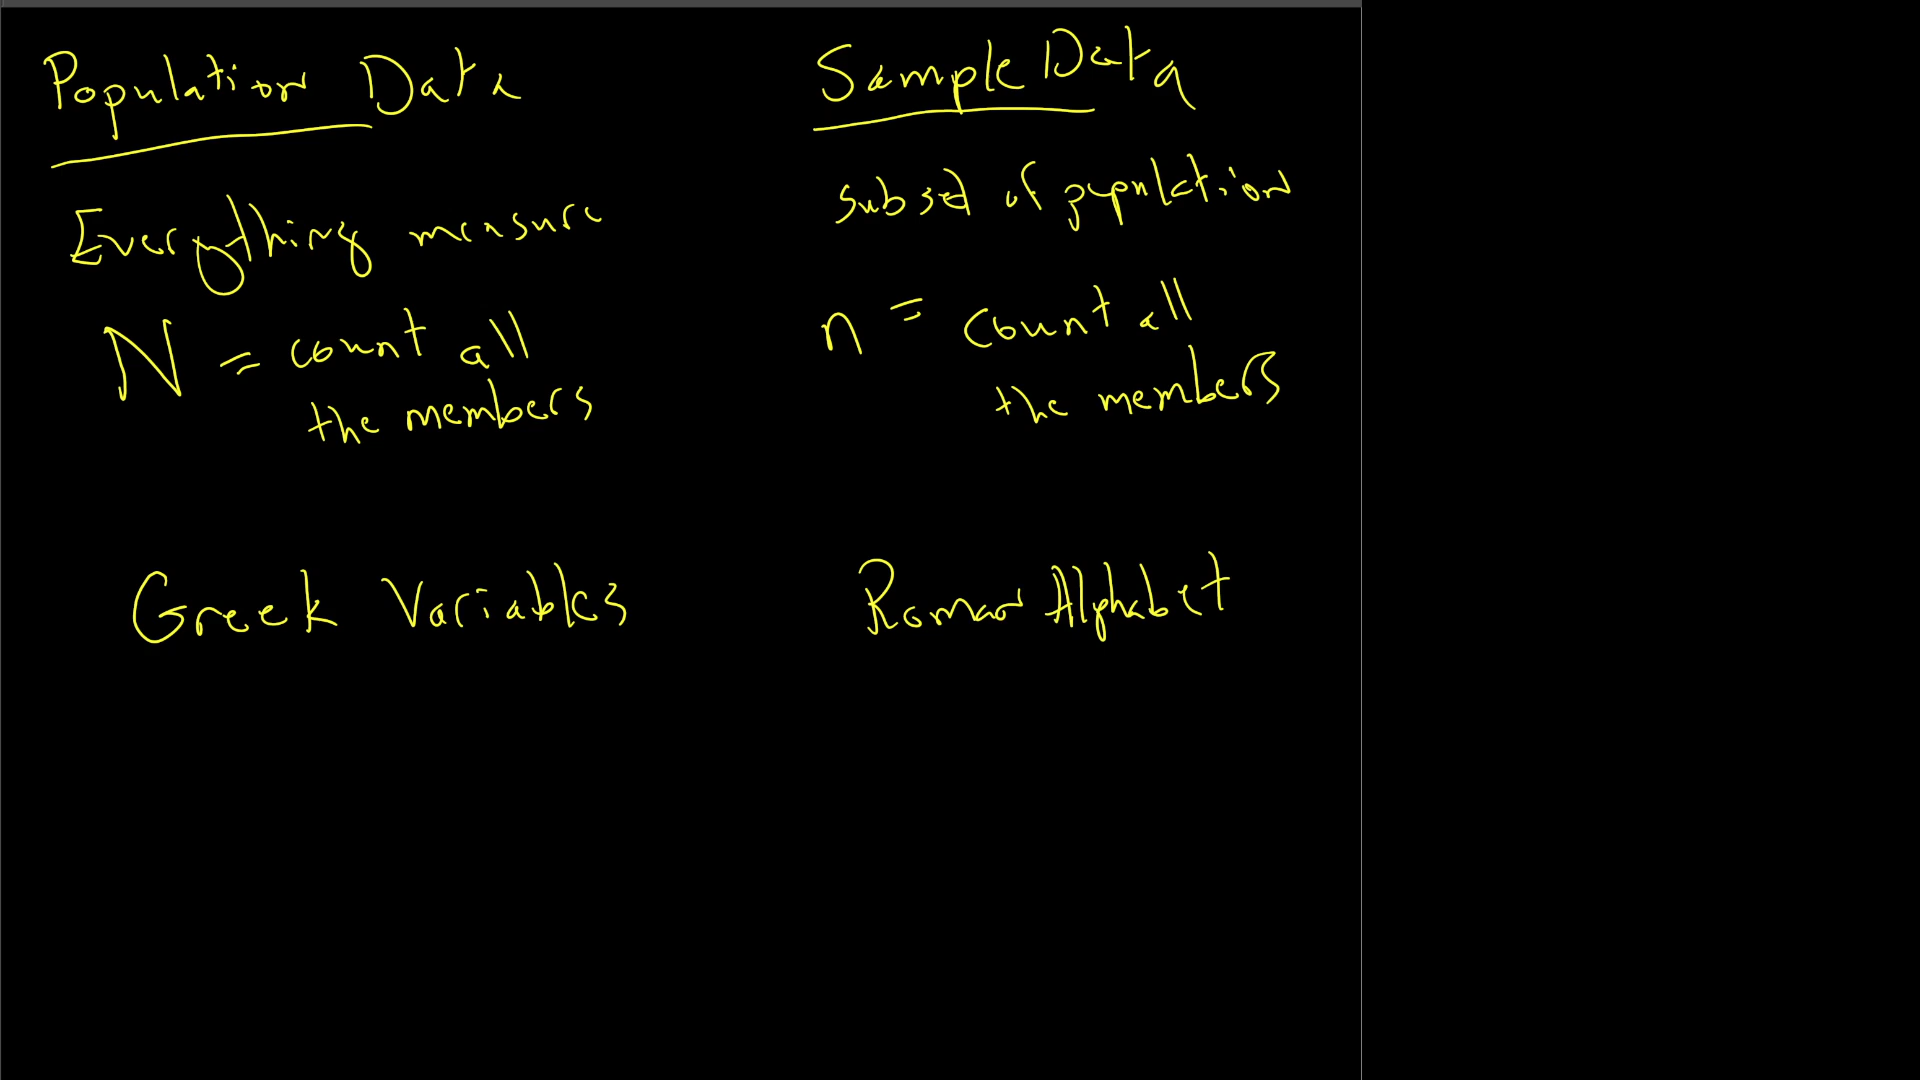 Population Data
Everything measure
N = count all
the members
Greek Variables
Sample Data
subset of population
n = count all
the members
Roman Alphabet